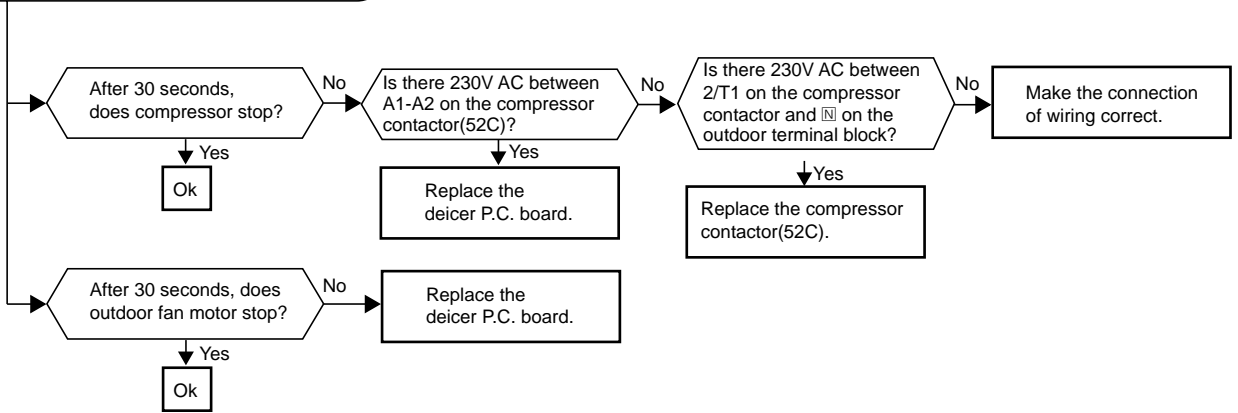 After 30 seconds,
does compressor stop?
No
Is there 230V AC between
A1-A2 on the compressor
contactor(52C)?
No
Is there 230V AC between
2/T1 on the compressor
contactor and N on the
outdoor terminal block?
No
Make the connection
of wiring correct.
Yes
Ok
Yes
Replace the
deicer P.C. board.
Yes
Replace the compressor
contactor(52C).
After 30 seconds, does
outdoor fan motor stop?
No
Replace the
deicer P.C. board.
Yes
Ok